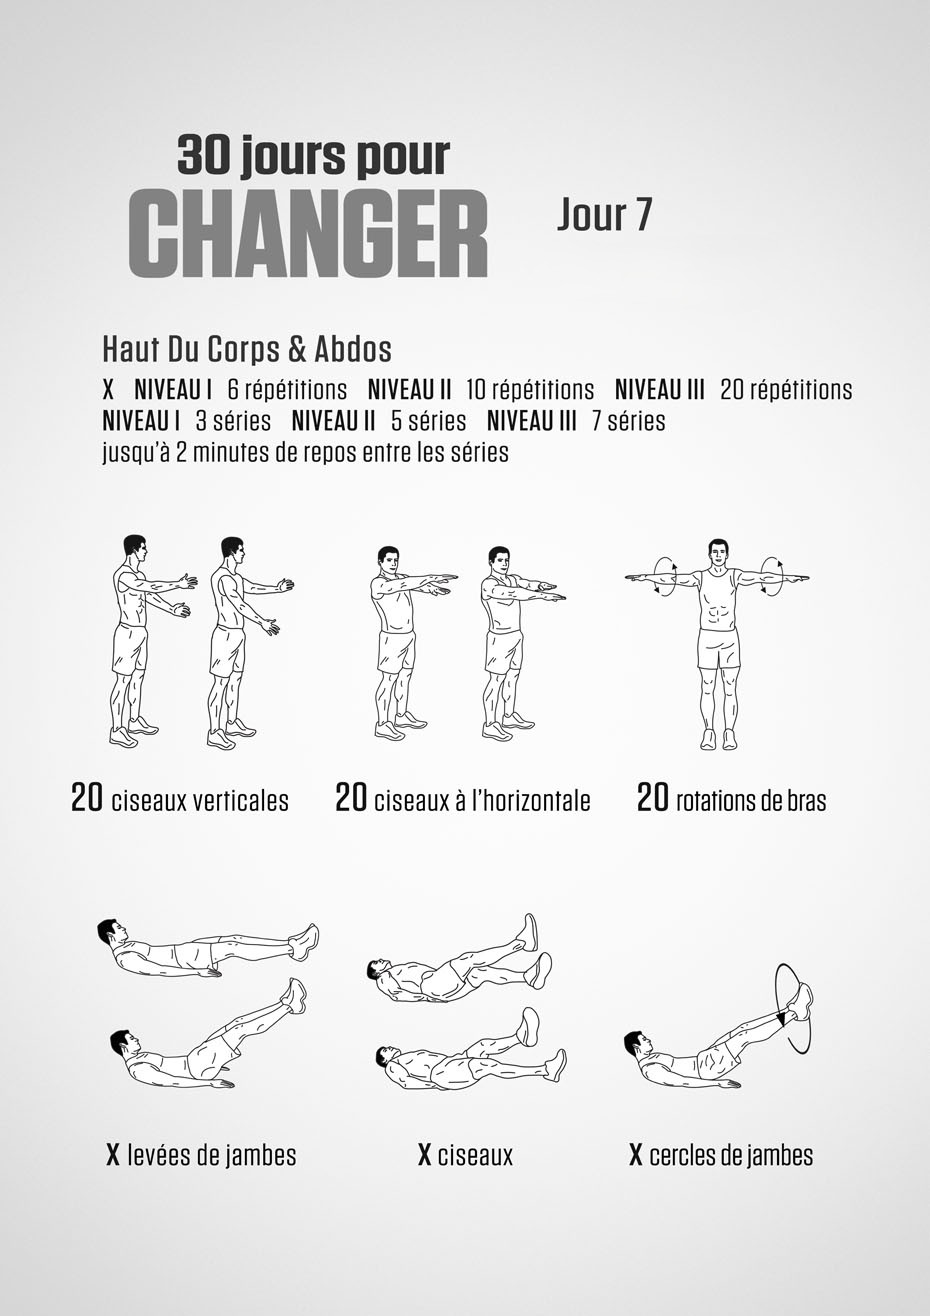 30 jours pour
CHANGER
Jour 7
Haut Du Corps & Abdos
X NIVEAU I 6 répétitions NIVEAU II 10 répétitions NIVEAU III 20 répétitions
NIVEAU I 3 séries NIVEAU II 5 séries NIVEAU III 7 séries
jusqu'à 2 minutes de repos entre les séries
20 ciseaux verticales
20 ciseaux à l'horizontale
20 rotations de bras
X levées de jambes
X ciseaux
X cercles de jambes